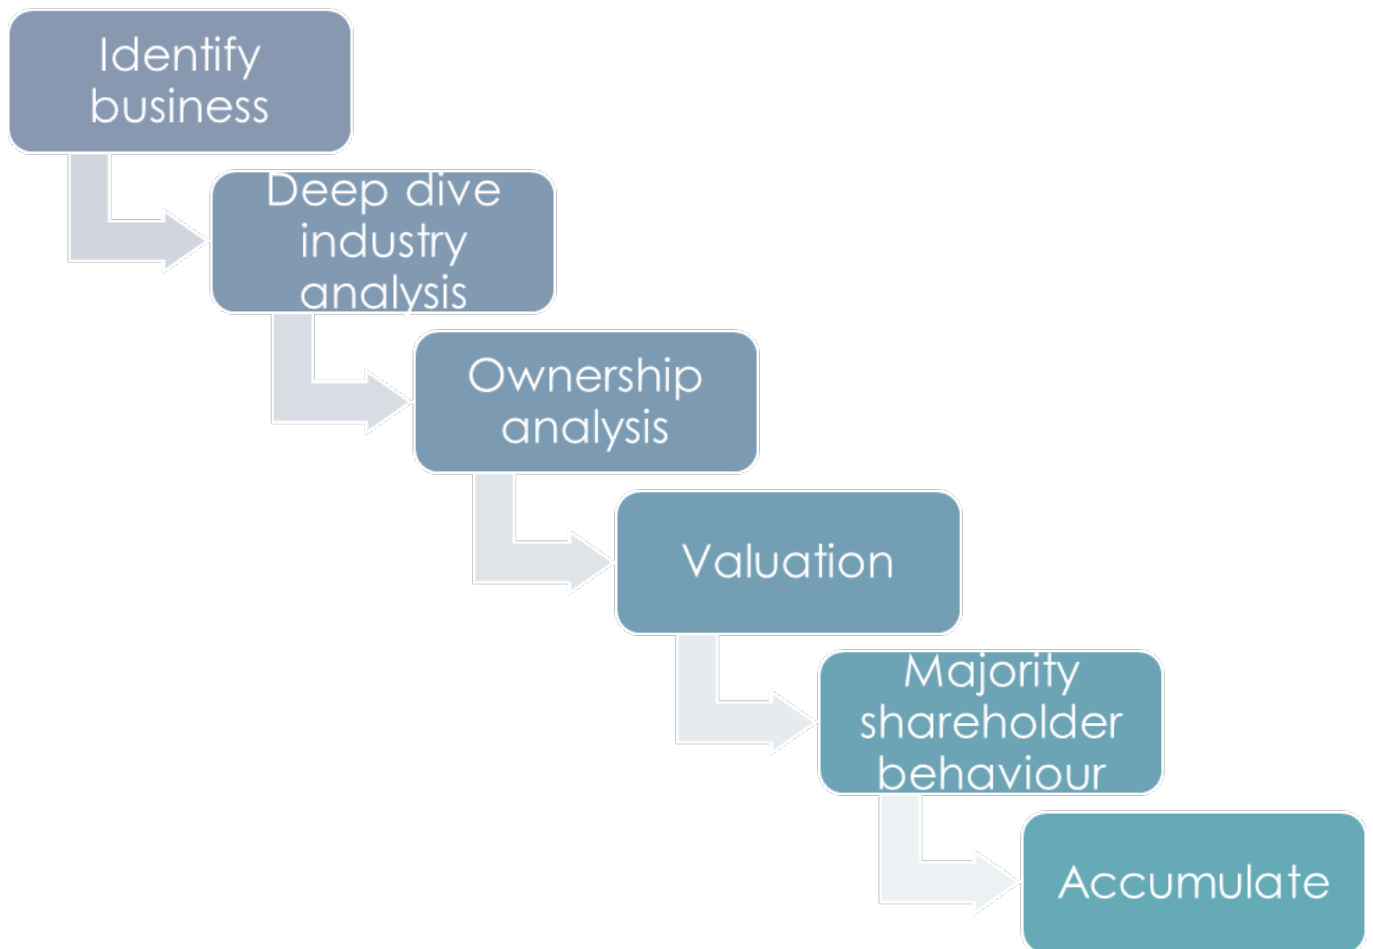 Identify
business
Deep dive
industry
analysis
Ownership
analysis
Valuation
Majority
shareholder
behaviour
Accumulate